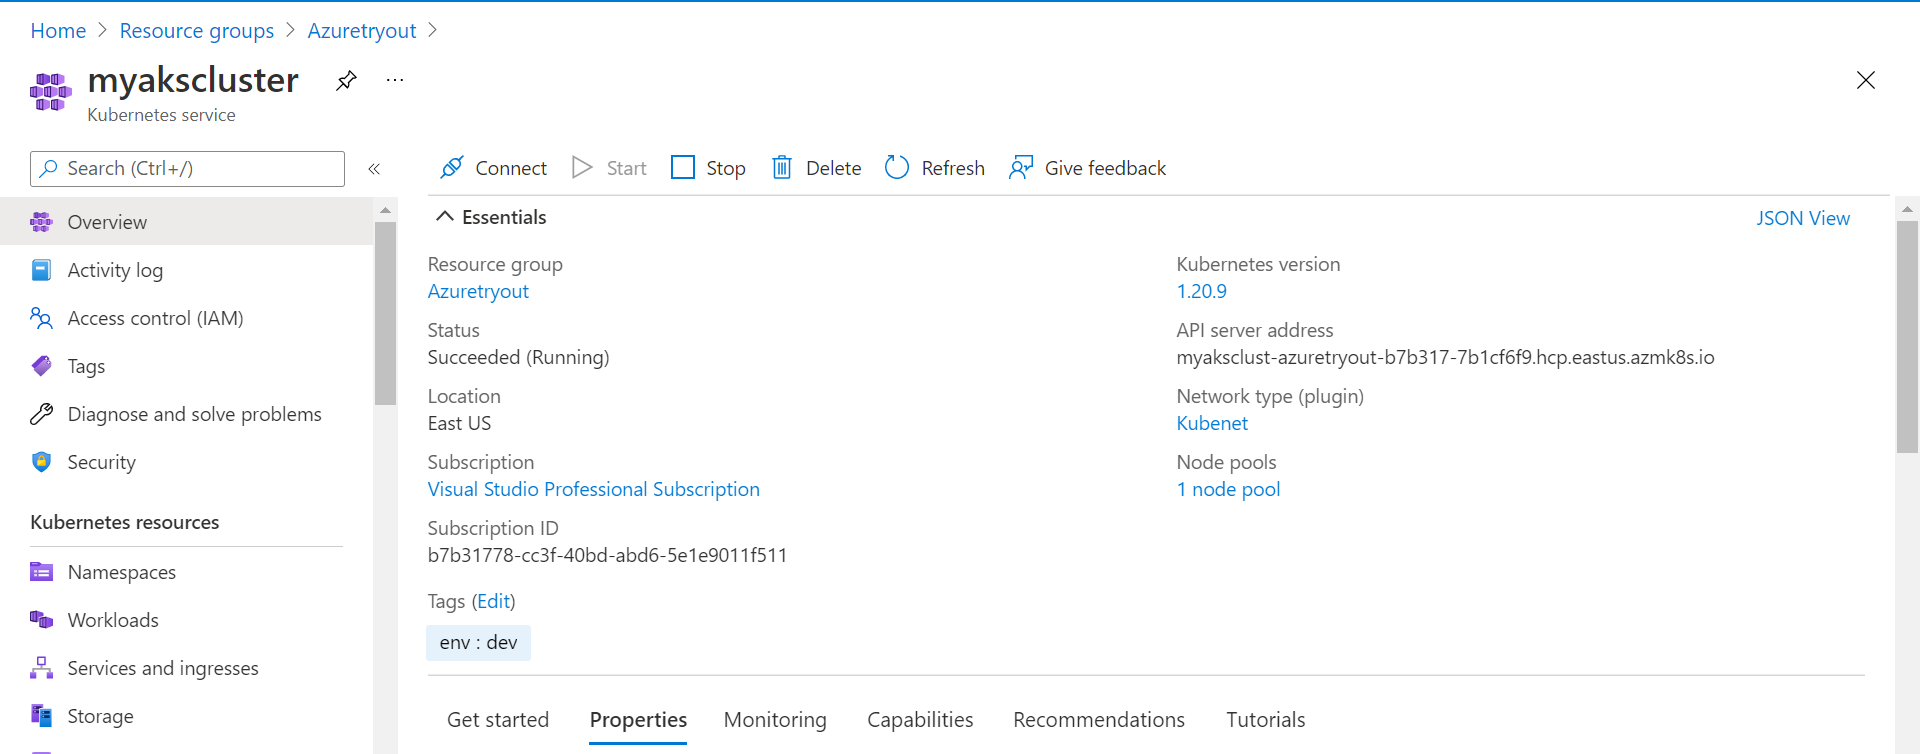 Home > Resource groups > Azuretryout >
myakscluster ...
Kubernetes service
Search (Ctrl+/) «
Connect Start Stop Delete Refresh Give feedback
Overview
Activity log
Access control (IAM)
Tags
Diagnose and solve problems
Security
Kubernetes resources
Namespaces
Workloads
Services and ingresses
Storage
Essentials
JSON View
Resource group
Azuretryout
Status
Succeeded (Running)
Location
East US
Subscription
Visual Studio Professional Subscription
Subscription ID
b7b31778-cc3f-40bd-abd6-5e1e9011f511
Tags (Edit)
env : dev
Kubernetes version
1.20.9
API server address
myaksclust-azuretryout-b7b317-7b1cf6f9.hcp.eastus.azmk8s.io
Network type (plugin)
Kubenet
Node pools
1 node pool
Get started Properties Monitoring Capabilities Recommendations Tutorials